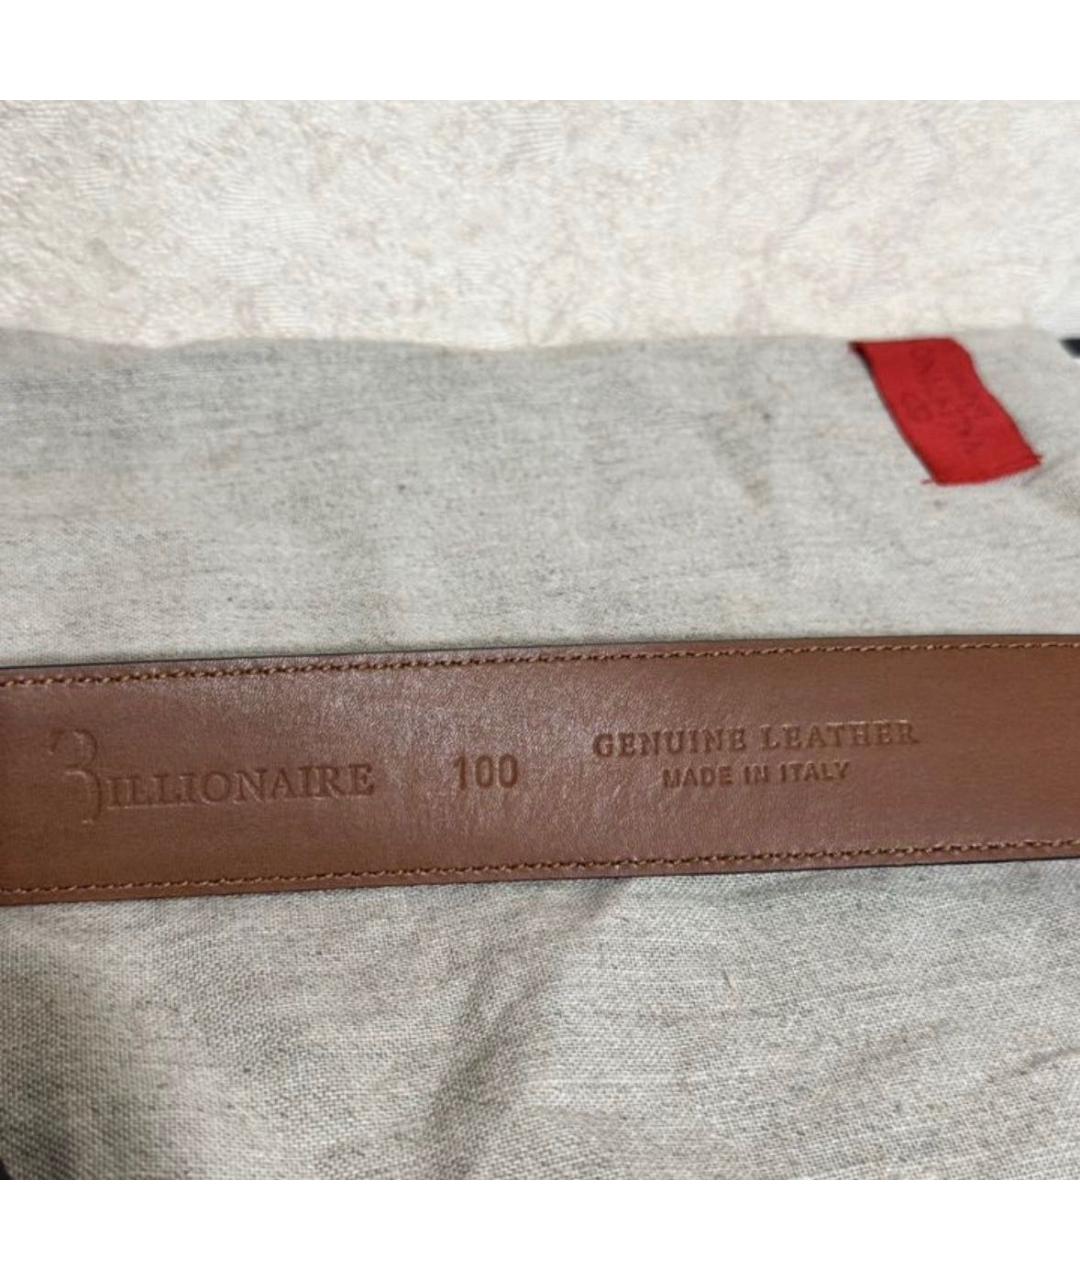 BILLIONAIRE 100 GENUINE LEATHER
MADE IN ITALY